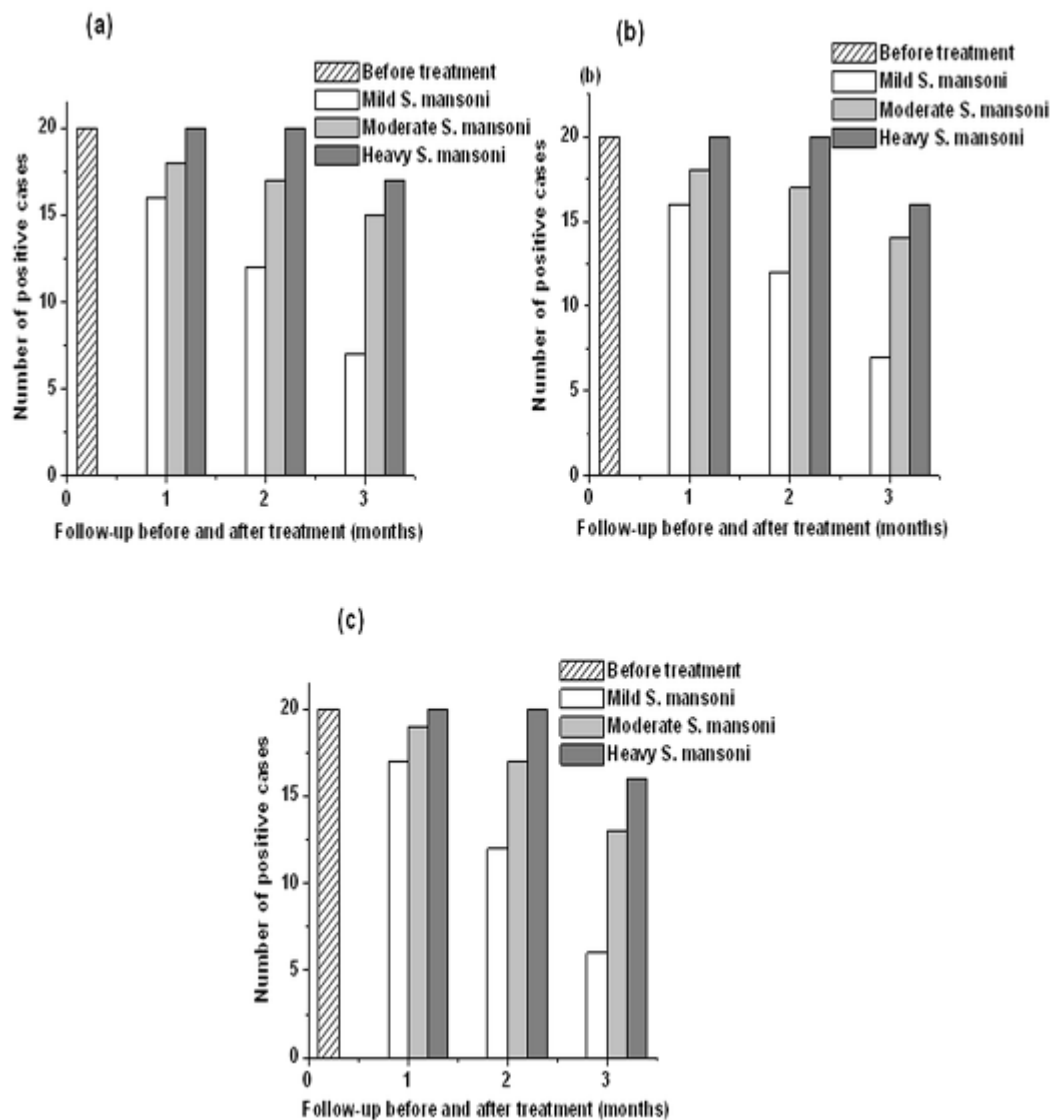 (a)
Before treatment
Mild S. mansoni
Moderate S. mansoni
Heavy S. mansoni
Number of positive cases
20
15
10
5
0
0 1 2 3
Follow-up before and after treatment (months)
(b)
(b)
Before treatment
Mild S. mansoni
Moderate S. mansoni
Heavy S. mansoni
Number of positive cases
20
15
10
5
0
0 1 2 3
Follow-up before and after treatment (months)
(c)
Before treatment
Mild S. mansoni
Moderate S. mansoni
Heavy S. mansoni
Number of positive cases
20
15
10
5
0
0 1 2 3
Follow-up before and after treatment (months)